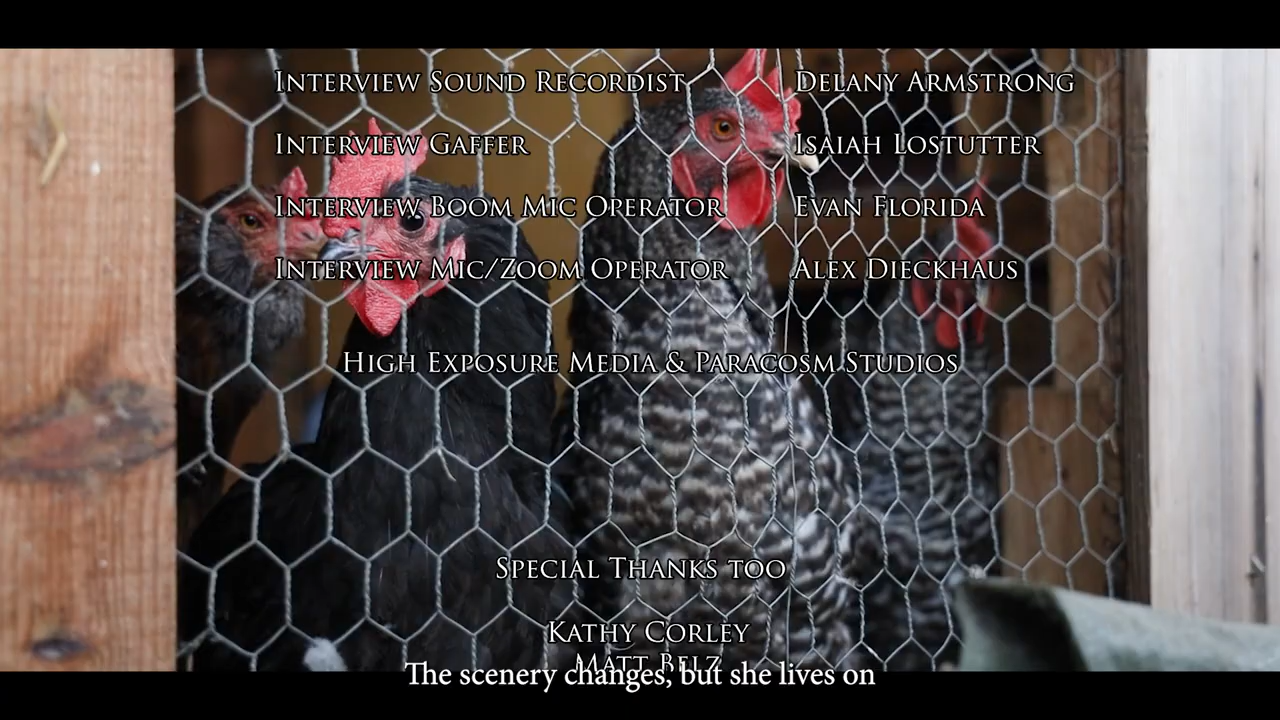 Interview Sound Recordist Delany Armstrong
Interview Gaffer Isaiah Lostutter
Interview Boom Mic Operator Evan Florida
Interview Mic/Zoom Operator Alex Dieckhaus
High Exposure Media & Paracosm Studios
Special Thanks too
Kathy Corley
Matt Belz
The scenery changes, but she lives on